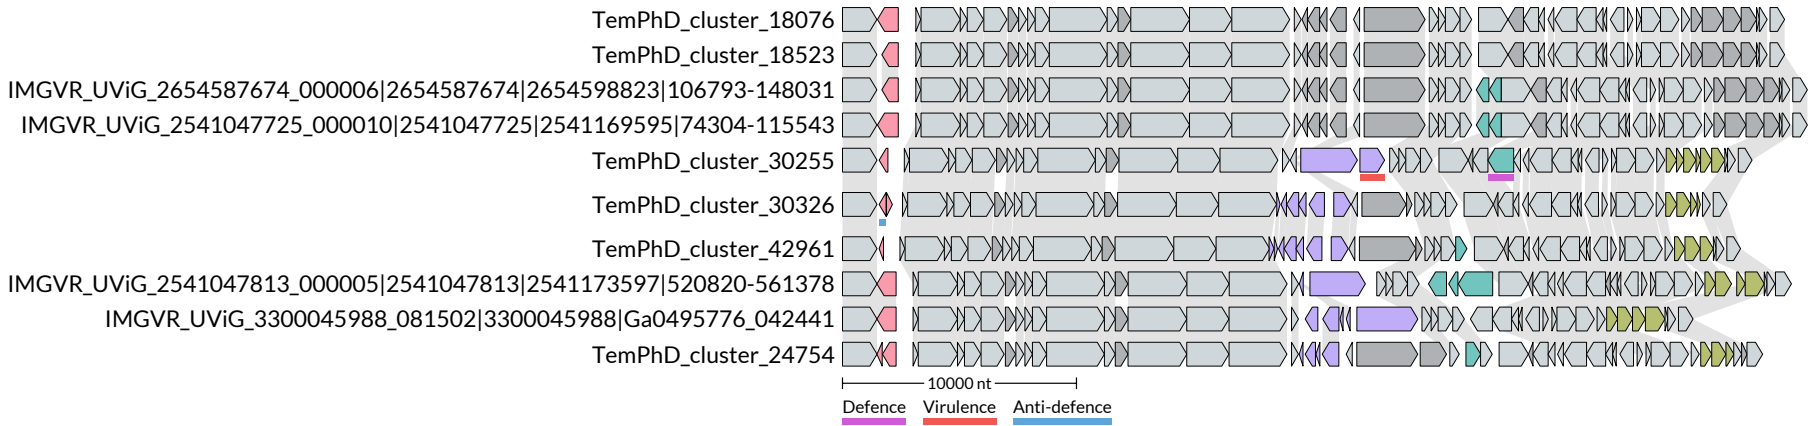 TemPhD_cluster_18076
TemPhD_cluster_18523
IMGVR_UViG_2654587674_000006|2654587674|2654598823|106793-148031
IMGVR_UViG_2541047725_000010|2541047725|2541169595|74304-115543
TemPhD_cluster_30255
TemPhD_cluster_30326
TemPhD_cluster_42961
IMGVR_UViG_2541047813_000005|2541047813|2541173597|520820-561378
IMGVR_UViG_3300045988_081502|3300045988|Ga0495776_042441
TemPhD_cluster_24754
10000 nt
Defence Virulence Anti-defence